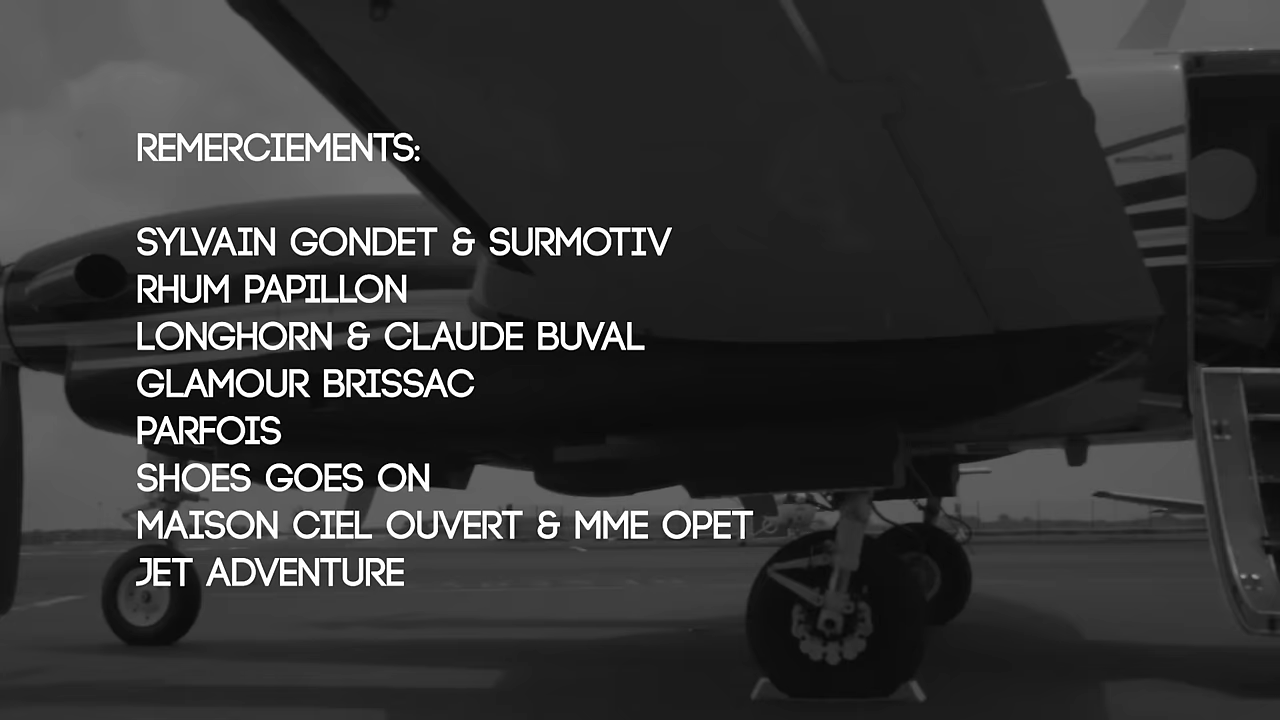 REMERCIEMENTS:
SYLVAIN GONDET & SURMOTIV
RHUM PAPILLON
LONGHORN & CLAUDE BUVAL
GLAMOUR BRISSAC
PARFOIS
SHOES GOES ON
MAISON CIEL OUVERT & MME OPET
JET ADVENTURE